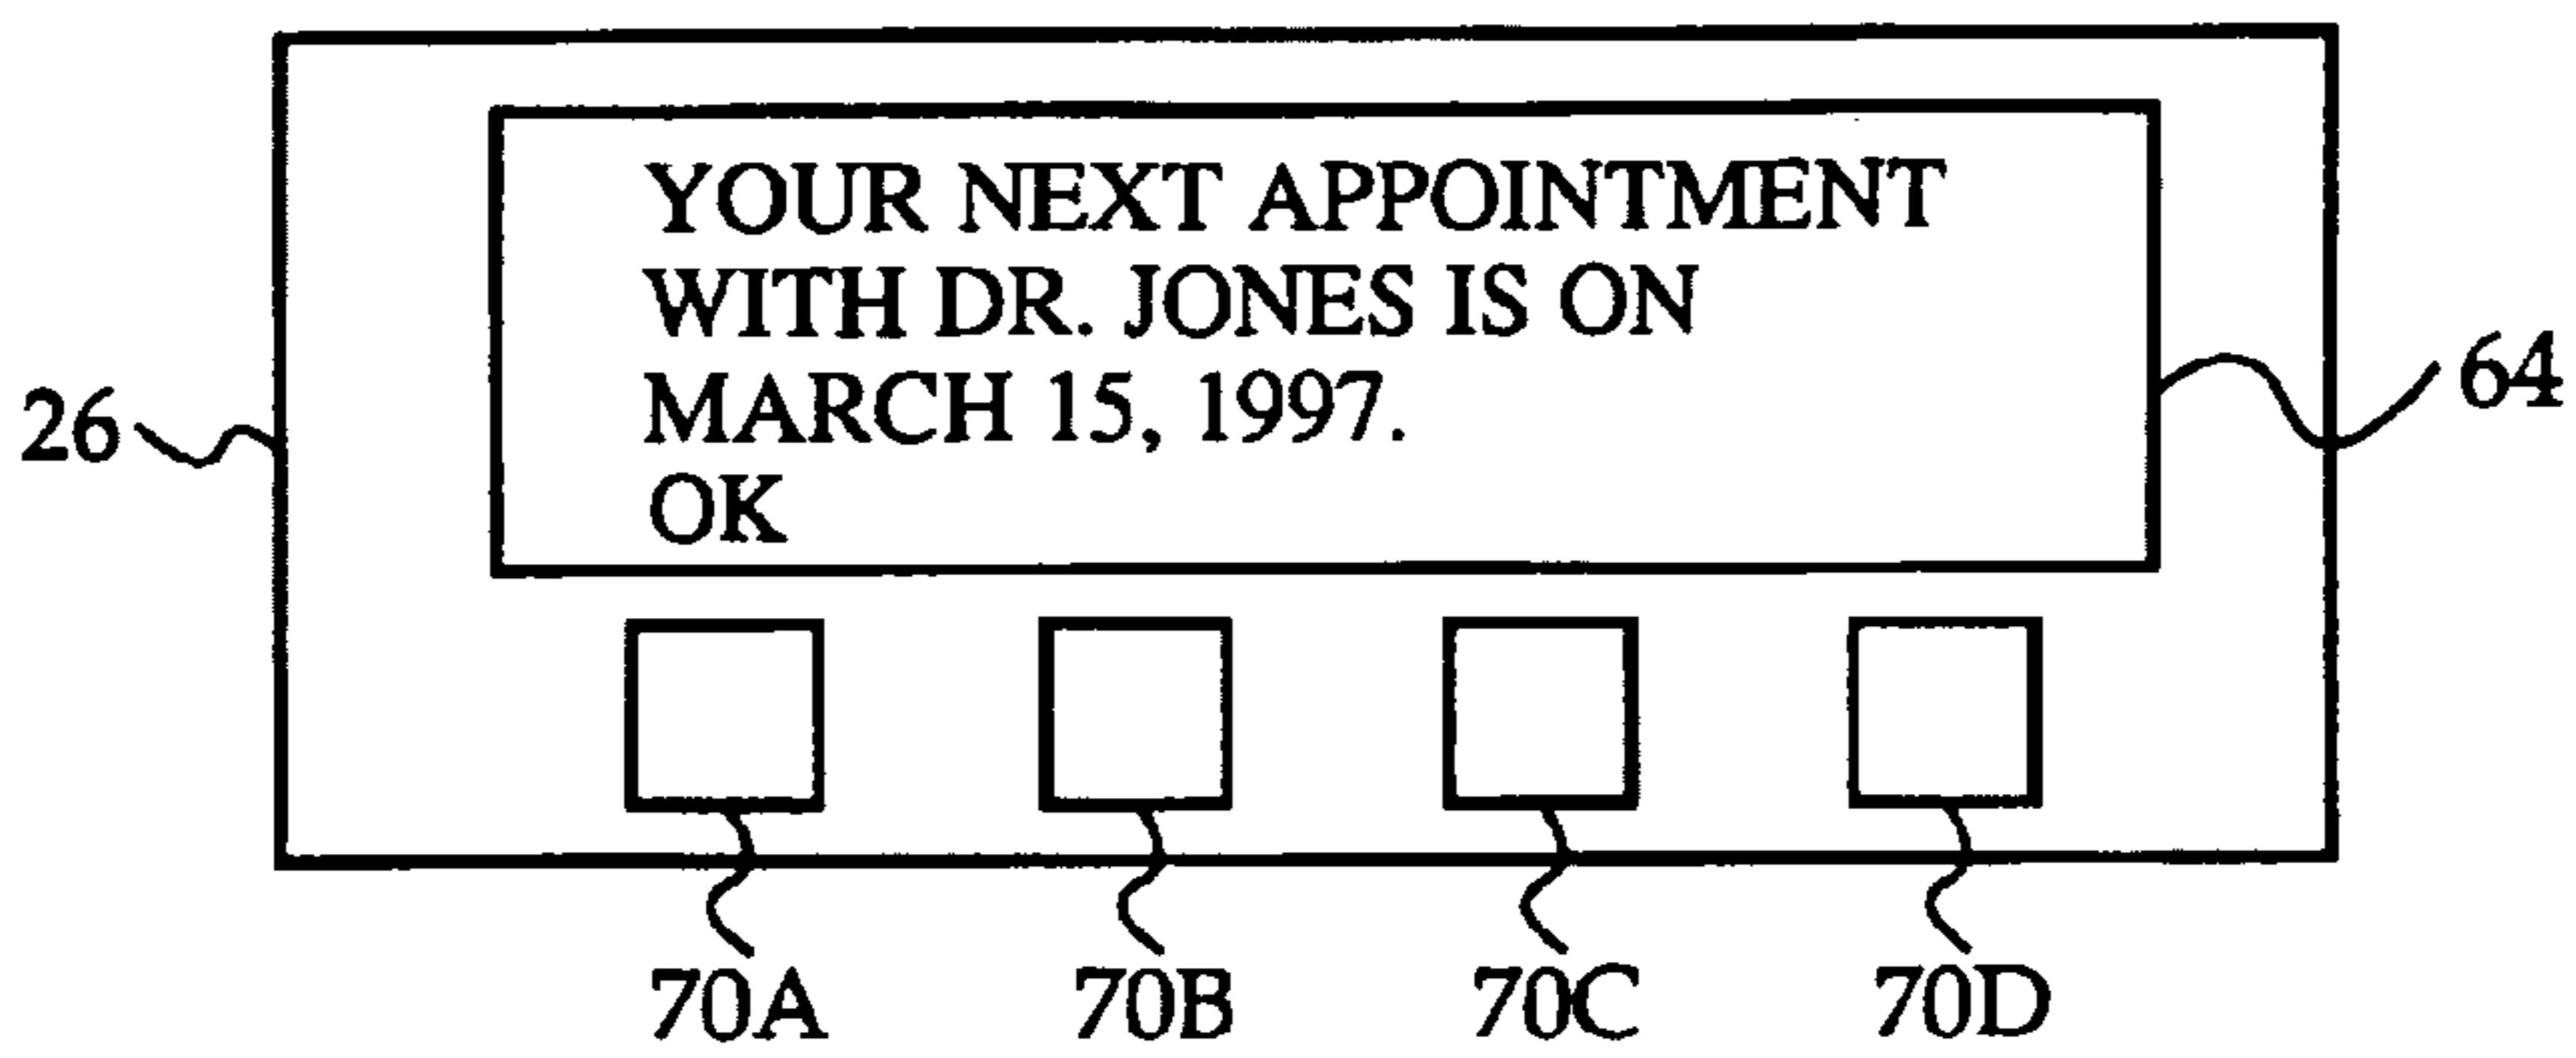 YOUR NEXT APPOINTMENT
WITH DR. JONES IS ON
MARCH 15, 1997.
OK
26
64
70A 70B 70C 70D